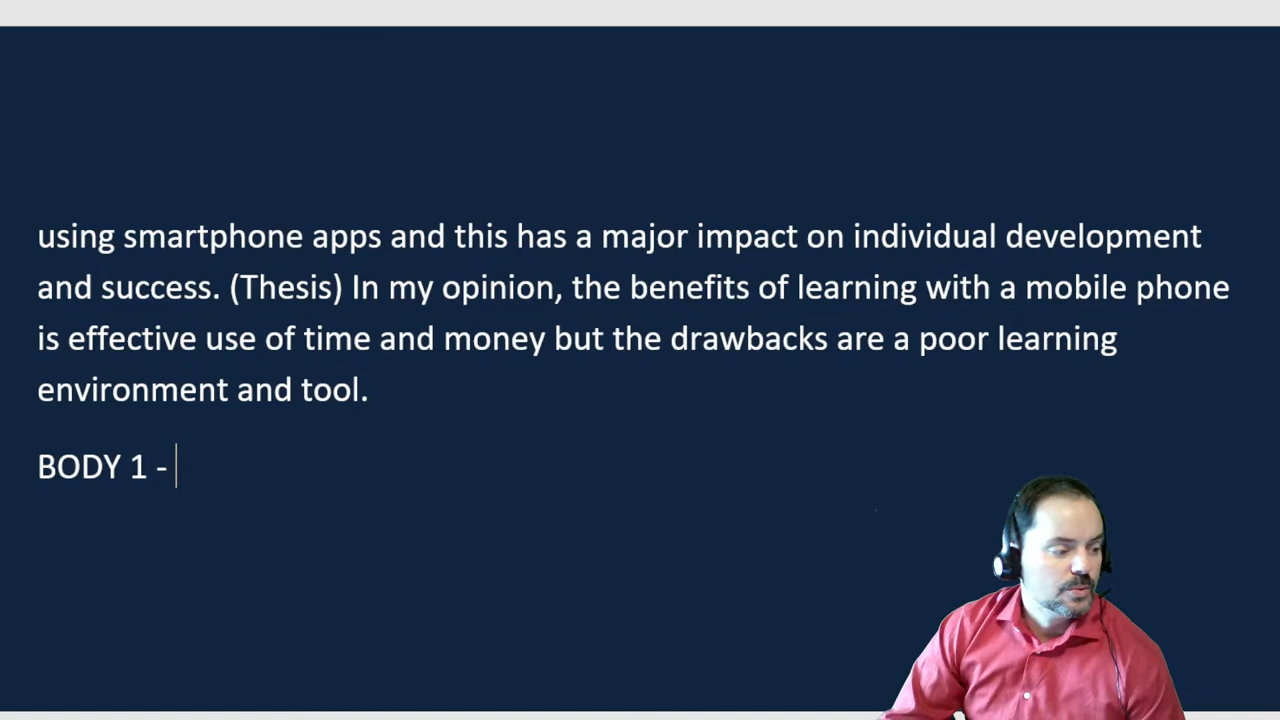 using smartphone apps and this has a major impact on individual development
and success. (Thesis) In my opinion, the benefits of learning with a mobile phone
is effective use of time and money but the drawbacks are a poor learning
environment and tool.
BODY 1 -